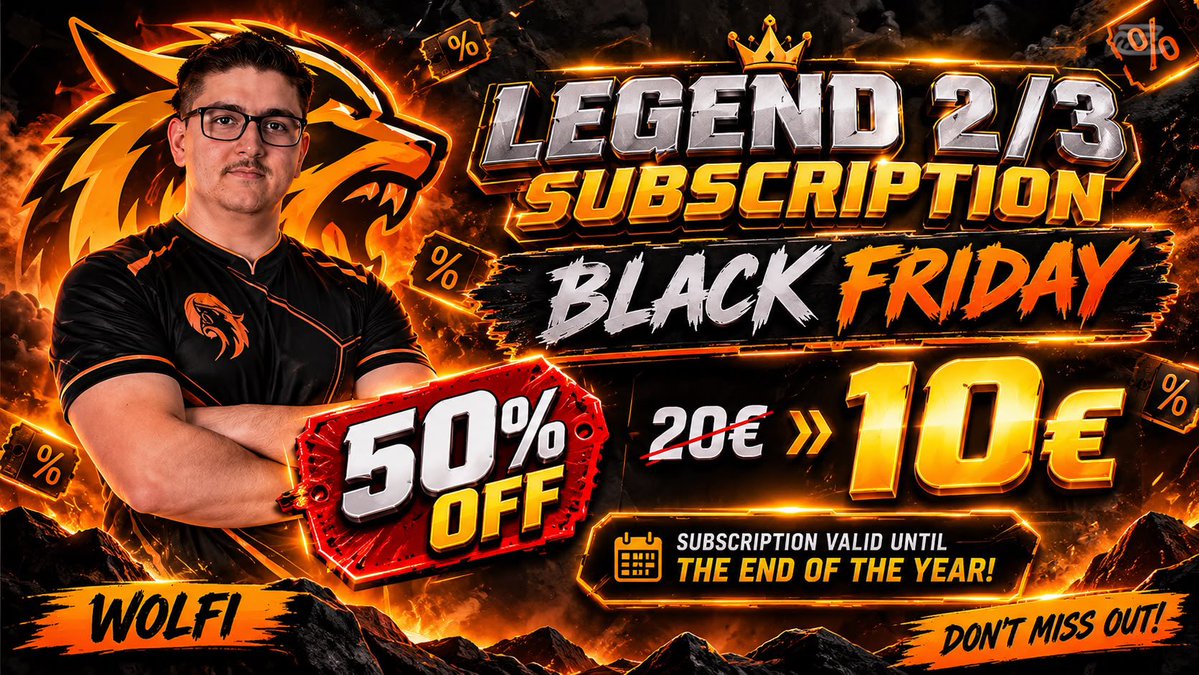 LEGEND 2/3
SUBSCRIPTION
BLACK FRIDAY
50%
OFF
20€ » 10€
SUBSCRIPTION VALID UNTIL
THE END OF THE YEAR!
WOLFI
DON'T MISS OUT!
%
%
%
%
%